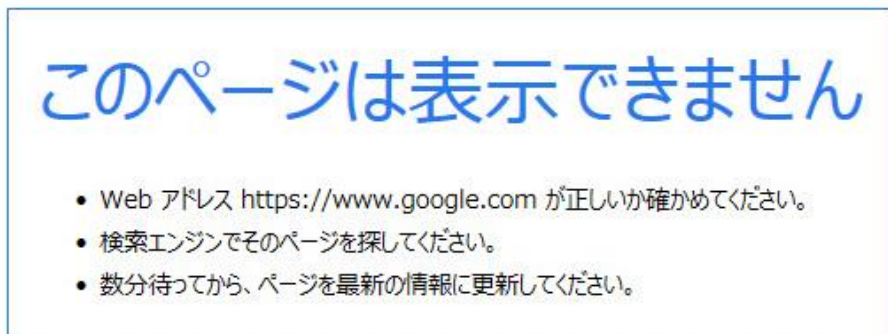 このページは表示できません
• Web アドレス https://www.google.com が正しいか確かめてください。
• 検索エンジンでそのページを探してください。
• 数分待ってから、ページを最新の情報に更新してください。